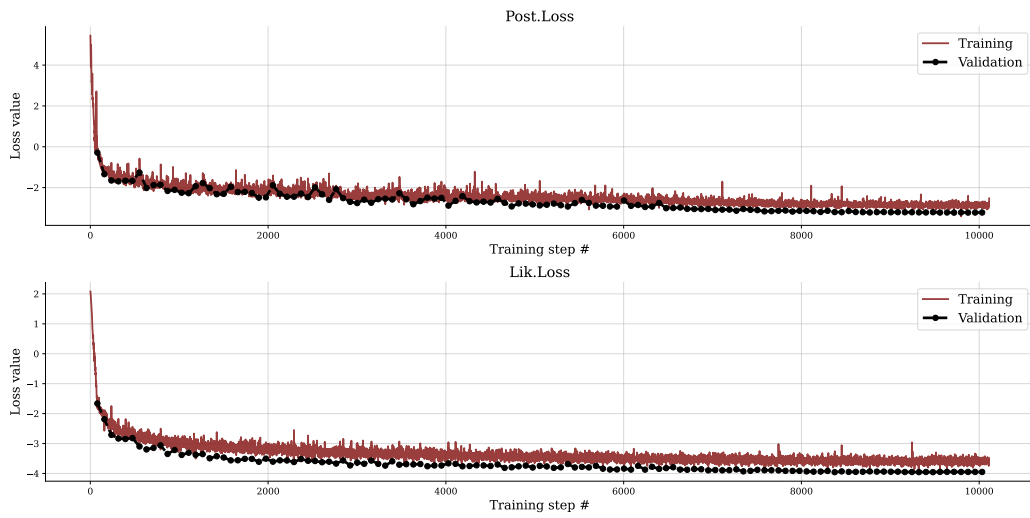 Post.Loss
Training
Validation
4
2
0
−2
Loss value
0
2000
4000
6000
8000
10000
Training step #
Lik.Loss
Training
Validation
2
1
0
−1
−2
−3
−4
Loss value
0
2000
4000
6000
8000
10000
Training step #